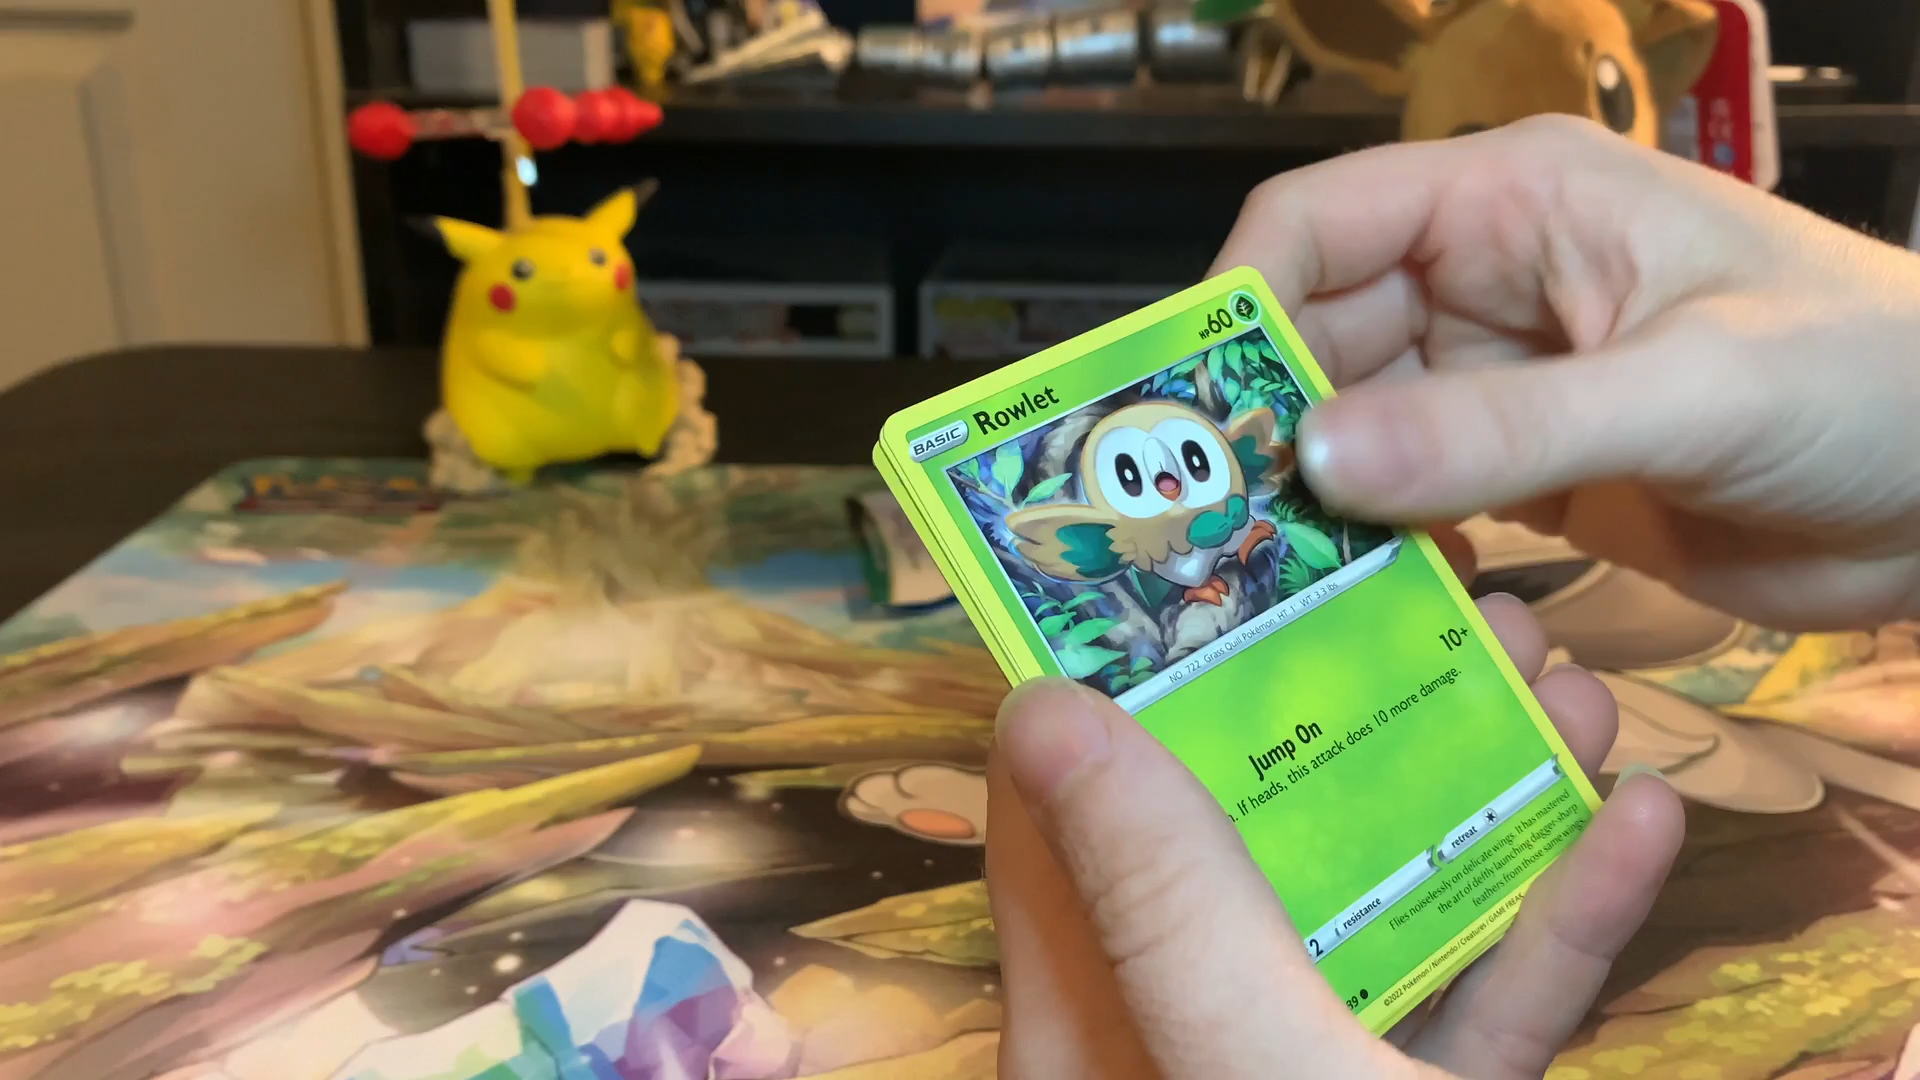 BASIC Rowlet HP 60
NO. 722 Grass Quill Pokémon HT 1' WT 3.3 lbs
Jump On 10+
. If heads, this attack does 10 more damage.
2 resistance retreat
Flies noiselessly on delicate wings. It has mastered
the art of deftly launching dagger-sharp
feathers from those same wings.
39
©2022 Pokémon / Nintendo / Creatures / GAME FREAK